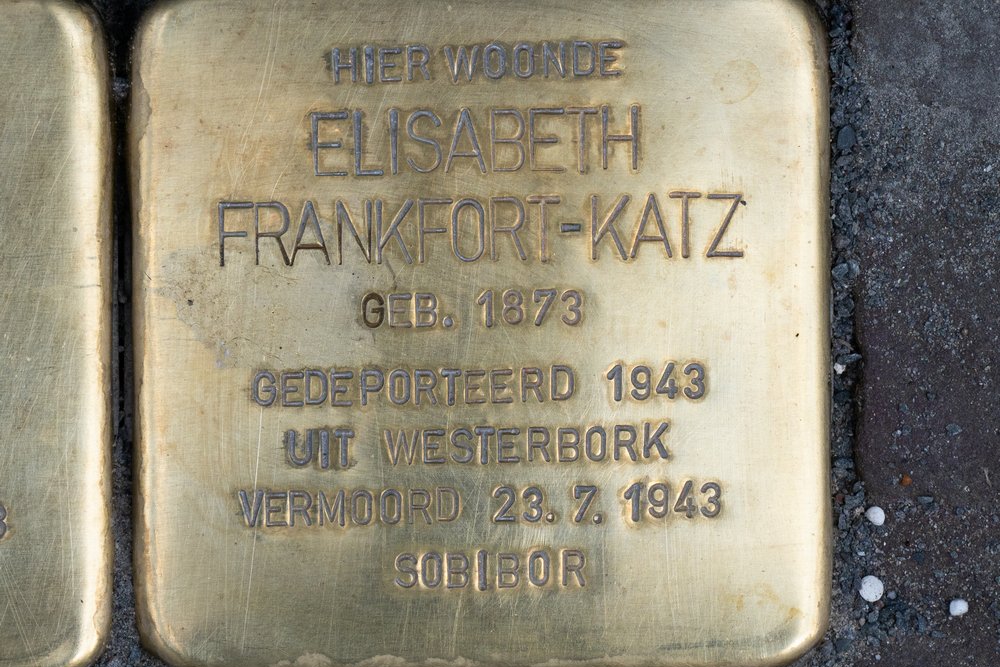 HIER WOONDE
ELISABETH
FRANKFORT-KATZ
GEB. 1873
GEDEPORTEERD 1943
UIT WESTERBORK
VERMOORD 23.7.1943
SOBIBOR